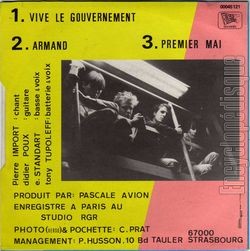 00045121
1. VIVE LE GOUVERNEMENT
2. ARMAND
3. PREMIER MAI
Pierre IMPORT : chant
didier POUX : guitare
e. STANDART : basse & voix
tony TUPOLEFF: batterie & voix
PRODUIT PAR: PASCALE AVION
ENREGISTRE A PARIS AU
STUDIO RGR
PHOTO (RECTO) & POCHETTE: C. PRAT
MANAGEMENT: P. HUSSON. 10 Bd TAULER
67000
STRASBOURG